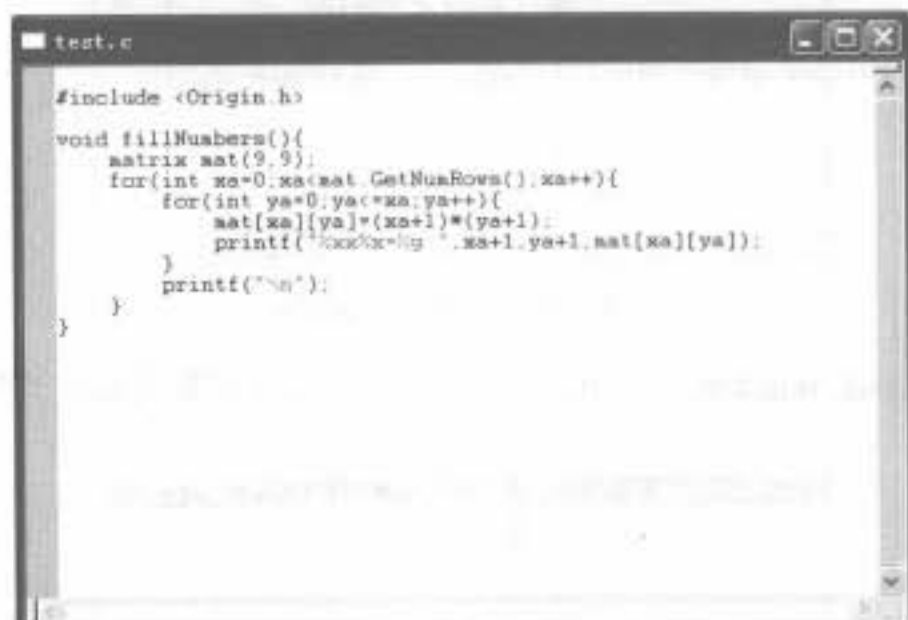 test.c
#include <Origin.h>
void fillNumbers(){
matrix mat(9,9);
for(int xa=0;xa<mat.GetNumRows();xa++){
for(int ya=0;ya<=xa;ya++){
mat[xa][ya]=(xa+1)*(ya+1);
printf("%xx%x=%g ",xa+1,ya+1,mat[xa][ya]);
}
printf("\n");
}
}